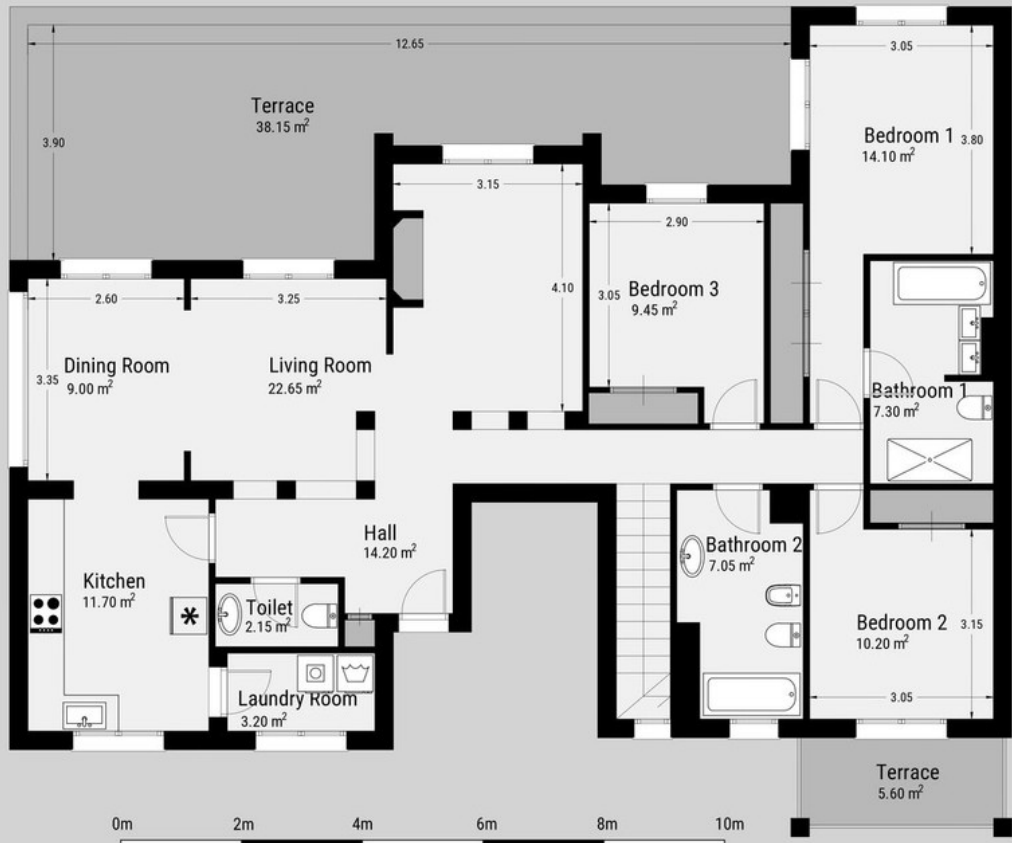 12.65
3.90
Terrace
38.15 m²
3.05
Bedroom 1
14.10 m²
3.80
3.15
4.10
2.90
3.05
Bedroom 3
9.45 m²
2.60
3.25
3.35
Dining Room
9.00 m²
Living Room
22.65 m²
Bathroom 1
7.30 m²
Hall
14.20 m²
Kitchen
11.70 m²
*
Toilet
2.15 m²
Laundry Room
3.20 m²
Bathroom 2
7.05 m²
Bedroom 2
10.20 m²
3.15
3.05
Terrace
5.60 m²
0m 2m 4m 6m 8m 10m